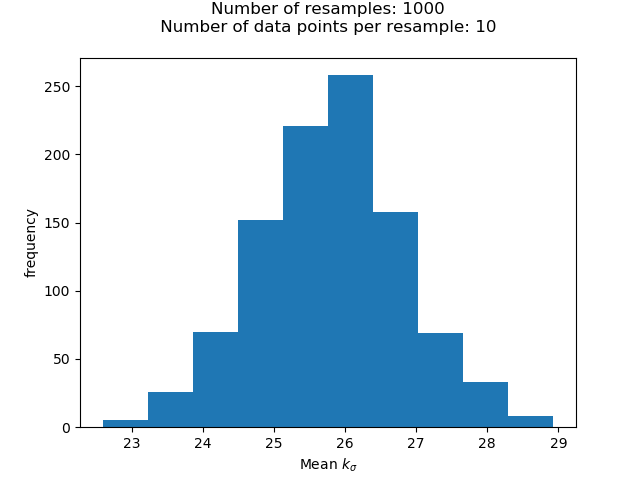 Number of resamples: 1000
Number of data points per resample: 10
250
200
150
100
50
0
frequency
23 24 25 26 27 28 29
Mean kσ